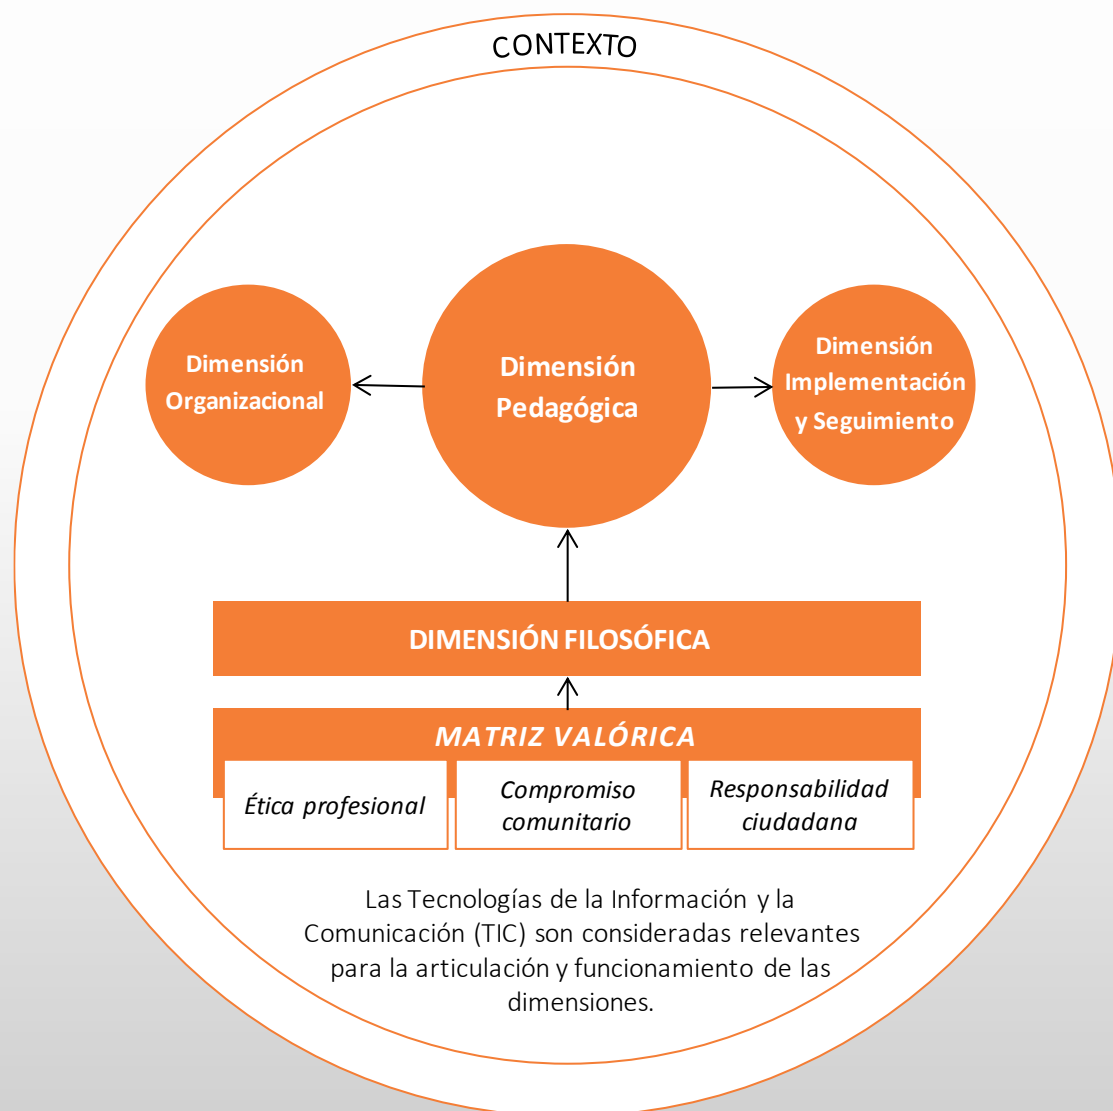 CONTEXTO
Dimensión
Organizacional
Dimensión
Pedagógica
Dimensión
Implementación
y Seguimiento
DIMENSIÓN FILOSÓFICA
MATRIZ VALÓRICA
Ética profesional
Compromiso
comunitario
Responsabilidad
ciudadana
Las Tecnologías de la Información y la
Comunicación (TIC) son consideradas relevantes
para la articulación y funcionamiento de las
dimensiones.